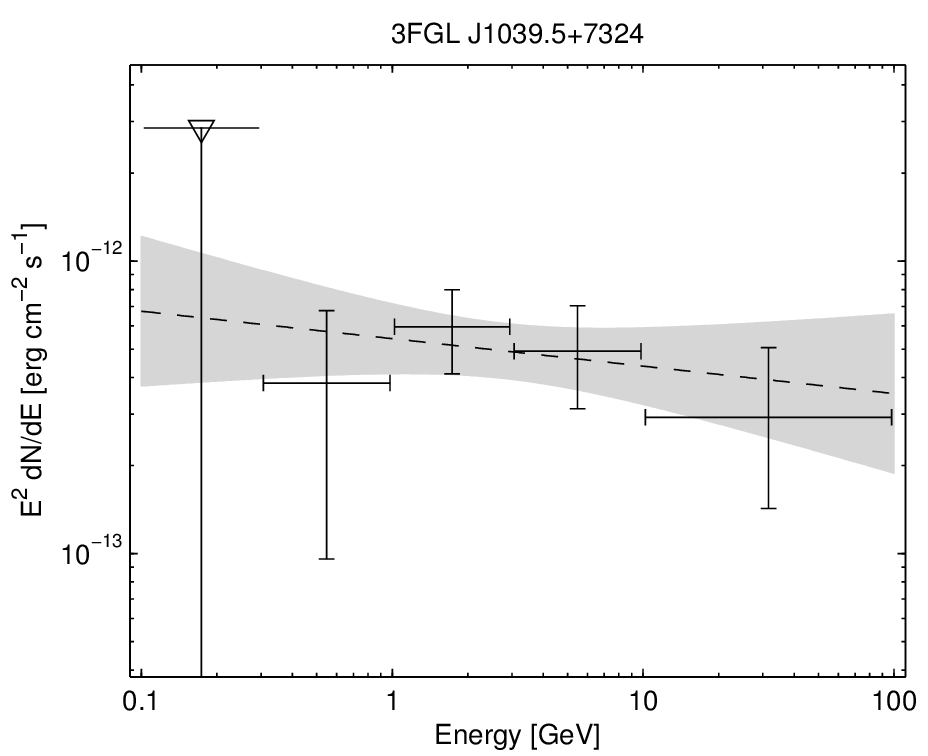 3FGL J1039.5+7324
E² dN/dE [erg cm⁻² s⁻¹]
10⁻¹²
10⁻¹³
0.1 1 10 100
Energy [GeV]